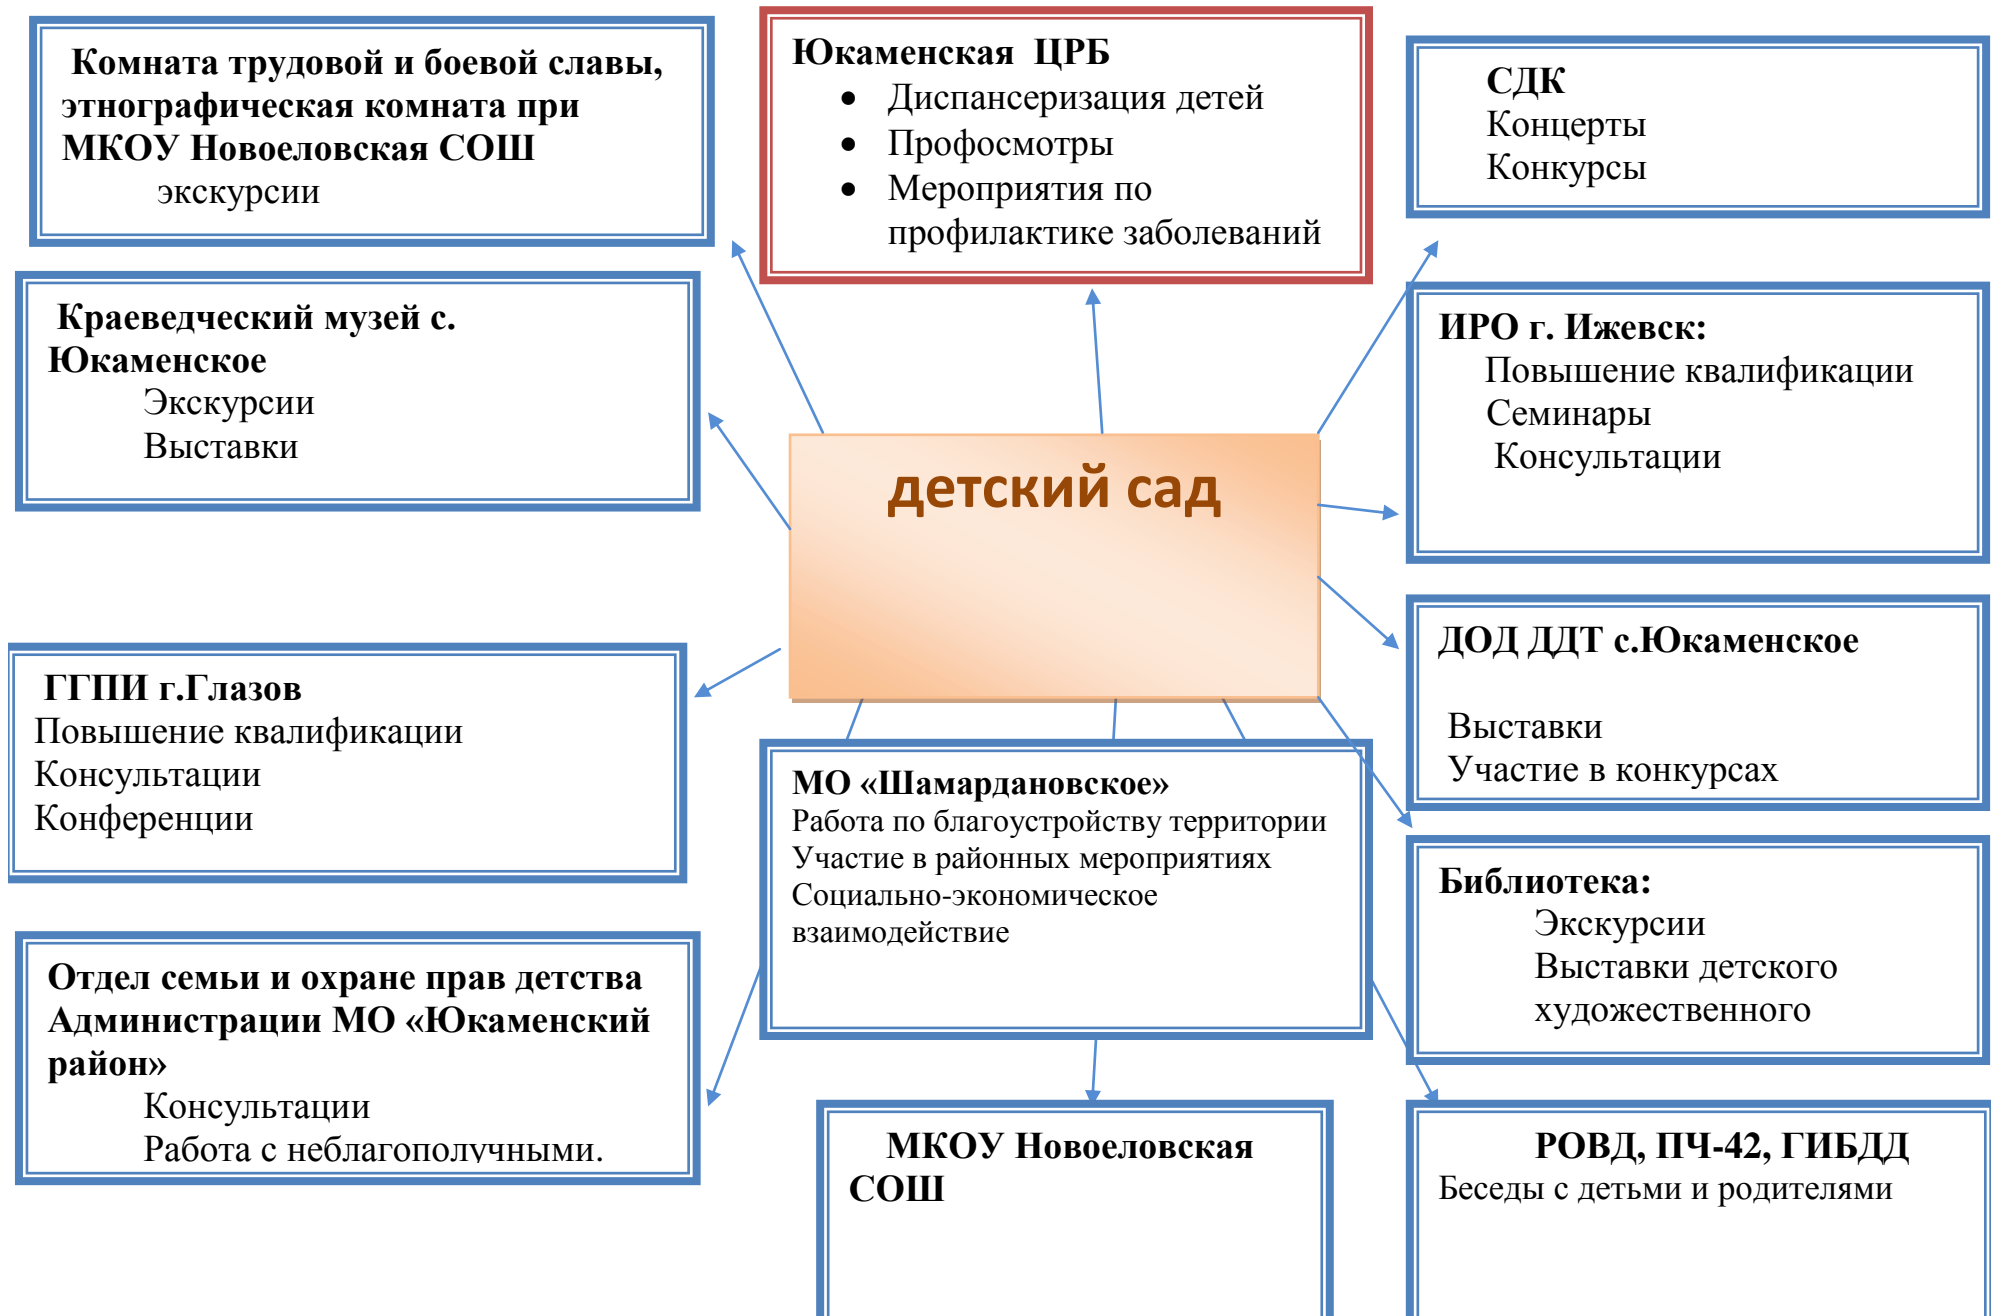 Комната трудовой и боевой славы,
этнографическая комната при
МКОУ Новоеловская СОШ
экскурсии
Юкаменская ЦРБ
• Диспансеризация детей
• Профосмотры
• Мероприятия по
профилактике заболеваний
СДК
Концерты
Конкурсы
Краеведческий музей с.
Юкаменское
Экскурсии
Выставки
ИРО г. Ижевск:
Повышение квалификации
Семинары
Консультации
детский сад
ГГПИ г.Глазов
Повышение квалификации
Консультации
Конференции
МО «Шамардановское»
Работа по благоустройству территории
Участие в районных мероприятиях
Социально-экономическое
взаимодействие
ДОД ДДТ с.Юкаменское
Выставки
Участие в конкурсах
Библиотека:
Экскурсии
Выставки детского
художественного
Отдел семьи и охране прав детства
Администрации МО «Юкаменский
район»
Консультации
Работа с неблагополучными.
МКОУ Новоеловская
СОШ
РОВД, ПЧ-42, ГИБДД
Беседы с детьми и родителями